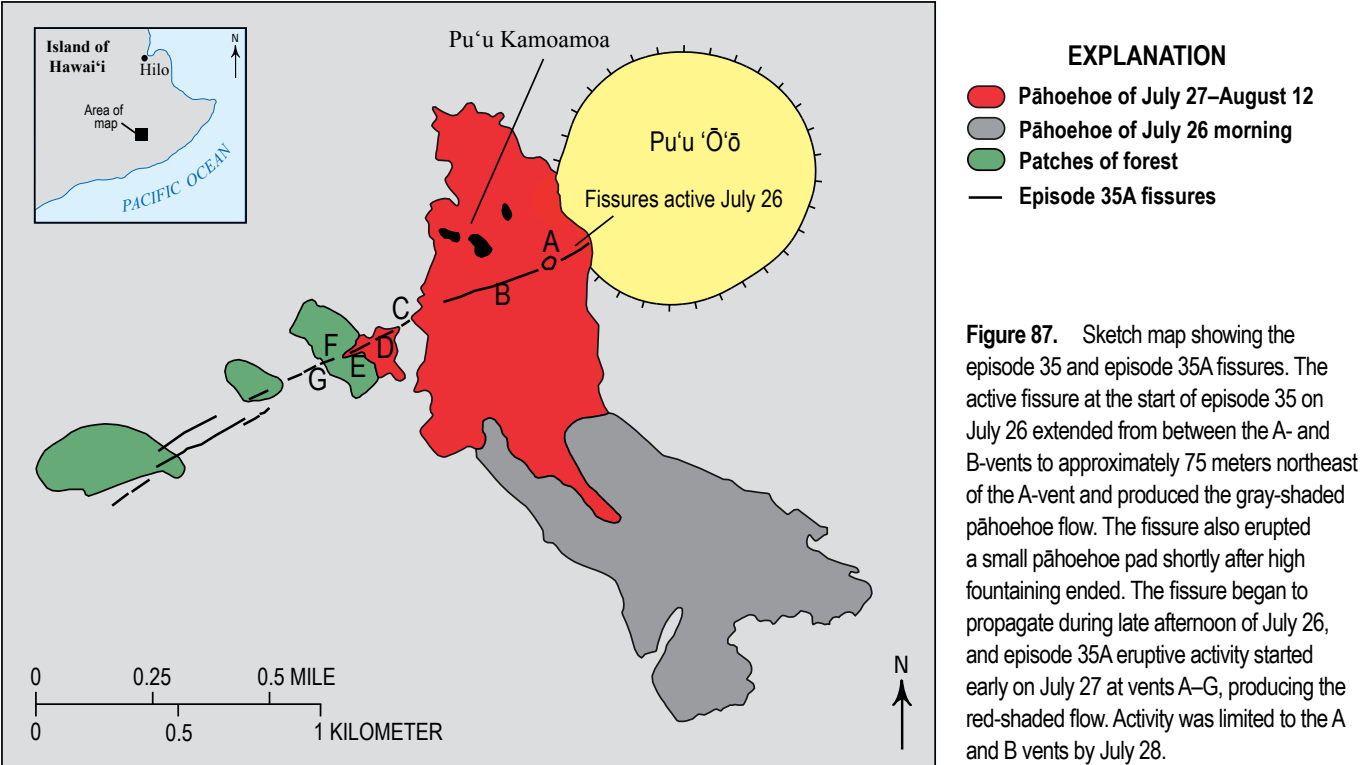 Island of
Hawai‘i
N
Hilo
Area of
map
PACIFIC OCEAN
Pu‘u Kamoamoa
Pu‘u ‘Ō‘ō
Fissures active July 26
A
B
C
D
E
F
G
0 0.25 0.5 MILE
0 0.5 1 KILOMETER
N
EXPLANATION
Pāhoehoe of July 27–August 12
Pāhoehoe of July 26 morning
Patches of forest
Episode 35A fissures
Figure 87. Sketch map showing the
episode 35 and episode 35A fissures. The
active fissure at the start of episode 35 on
July 26 extended from between the A- and
B-vents to approximately 75 meters northeast
of the A-vent and produced the gray-shaded
pāhoehoe flow. The fissure also erupted
a small pāhoehoe pad shortly after high
fountaining ended. The fissure began to
propagate during late afternoon of July 26,
and episode 35A eruptive activity started
early on July 27 at vents A–G, producing the
red-shaded flow. Activity was limited to the A
and B vents by July 28.